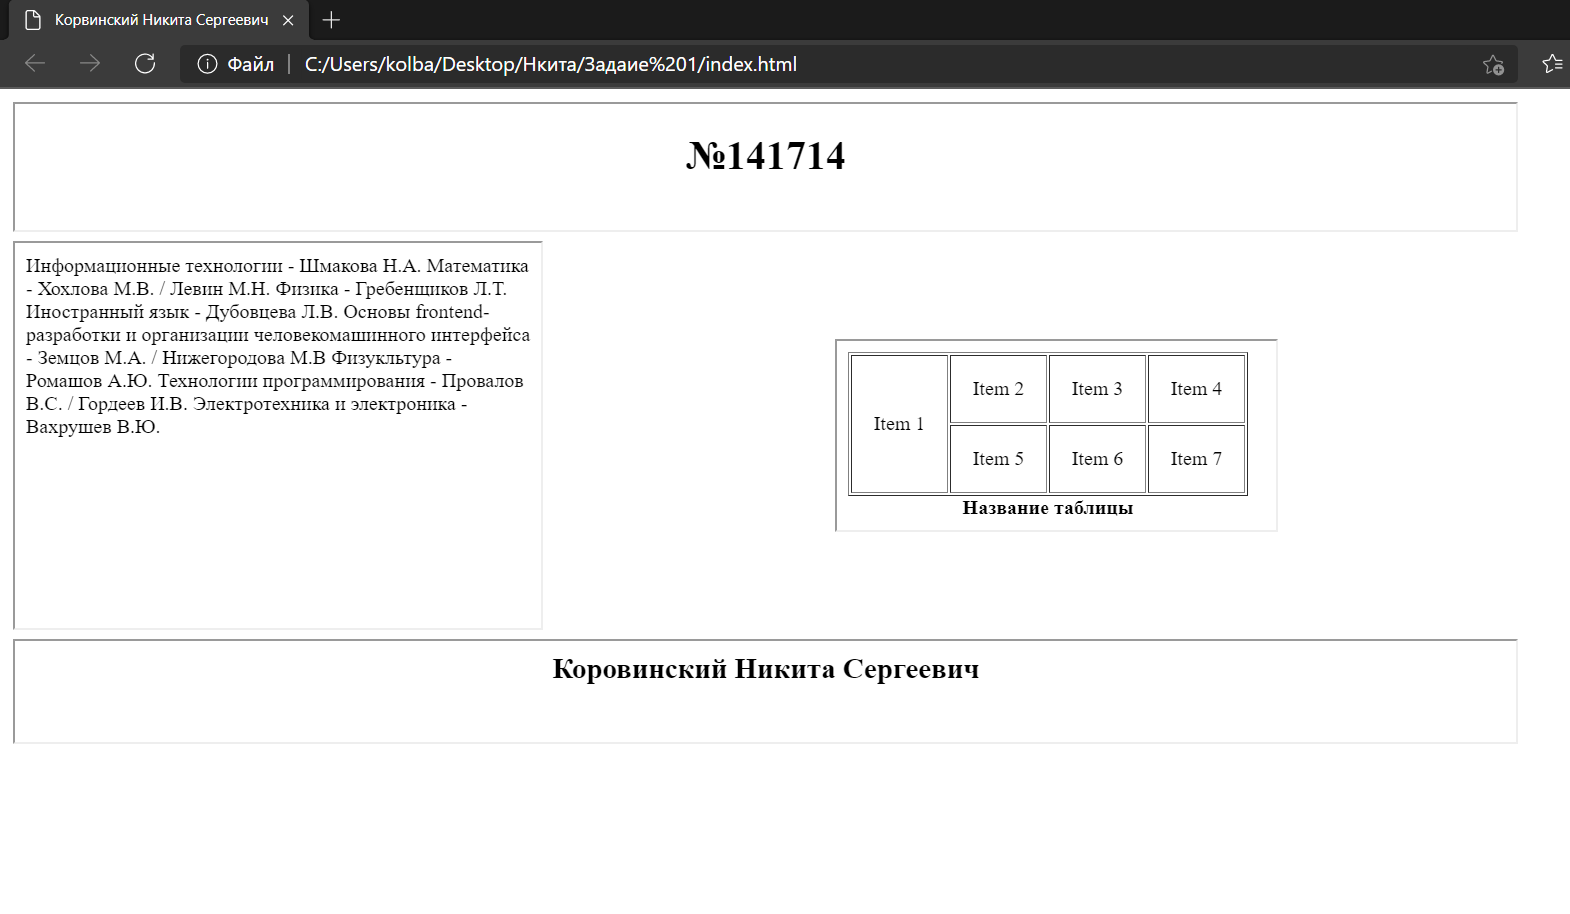 Корвинский Никита Сергеевич
Файл
C:/Users/kolba/Desktop/Нкита/Задаие%201/index.html
№141714
Информационные технологии - Шмакова Н.А. Математика
- Хохлова М.В. / Левин М.Н. Физика - Гребенщиков Л.Т.
Иностранный язык - Дубовцева Л.В. Основы frontend-
разработки и организации человекомашинного интерфейса
- Земцов М.А. / Нижегородова М.В Физукльтура -
Ромашов А.Ю. Технологии программирования - Провалов
В.С. / Гордеев И.В. Электротехника и электроника -
Вахрушев В.Ю.
Item 1
Item 2 Item 3 Item 4
Item 5 Item 6 Item 7
Название таблицы
Коровинский Никита Сергеевич